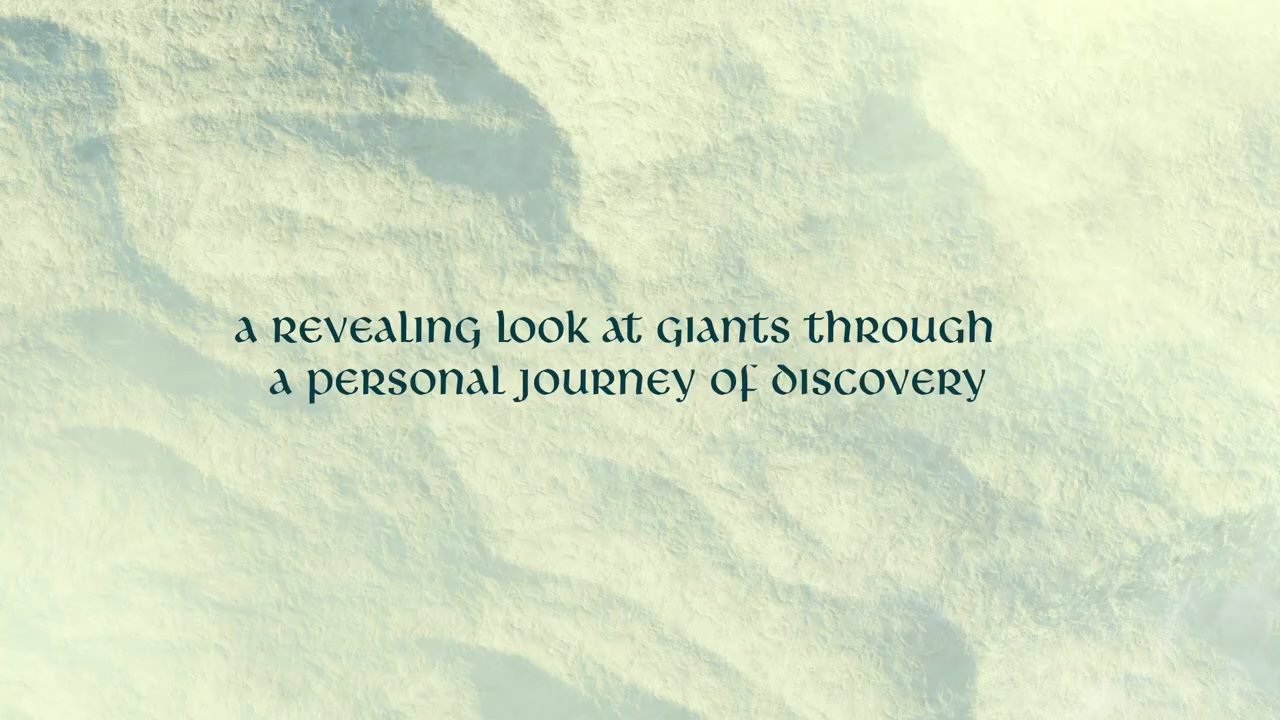 a revealing look at giants through
a personal journey of discovery